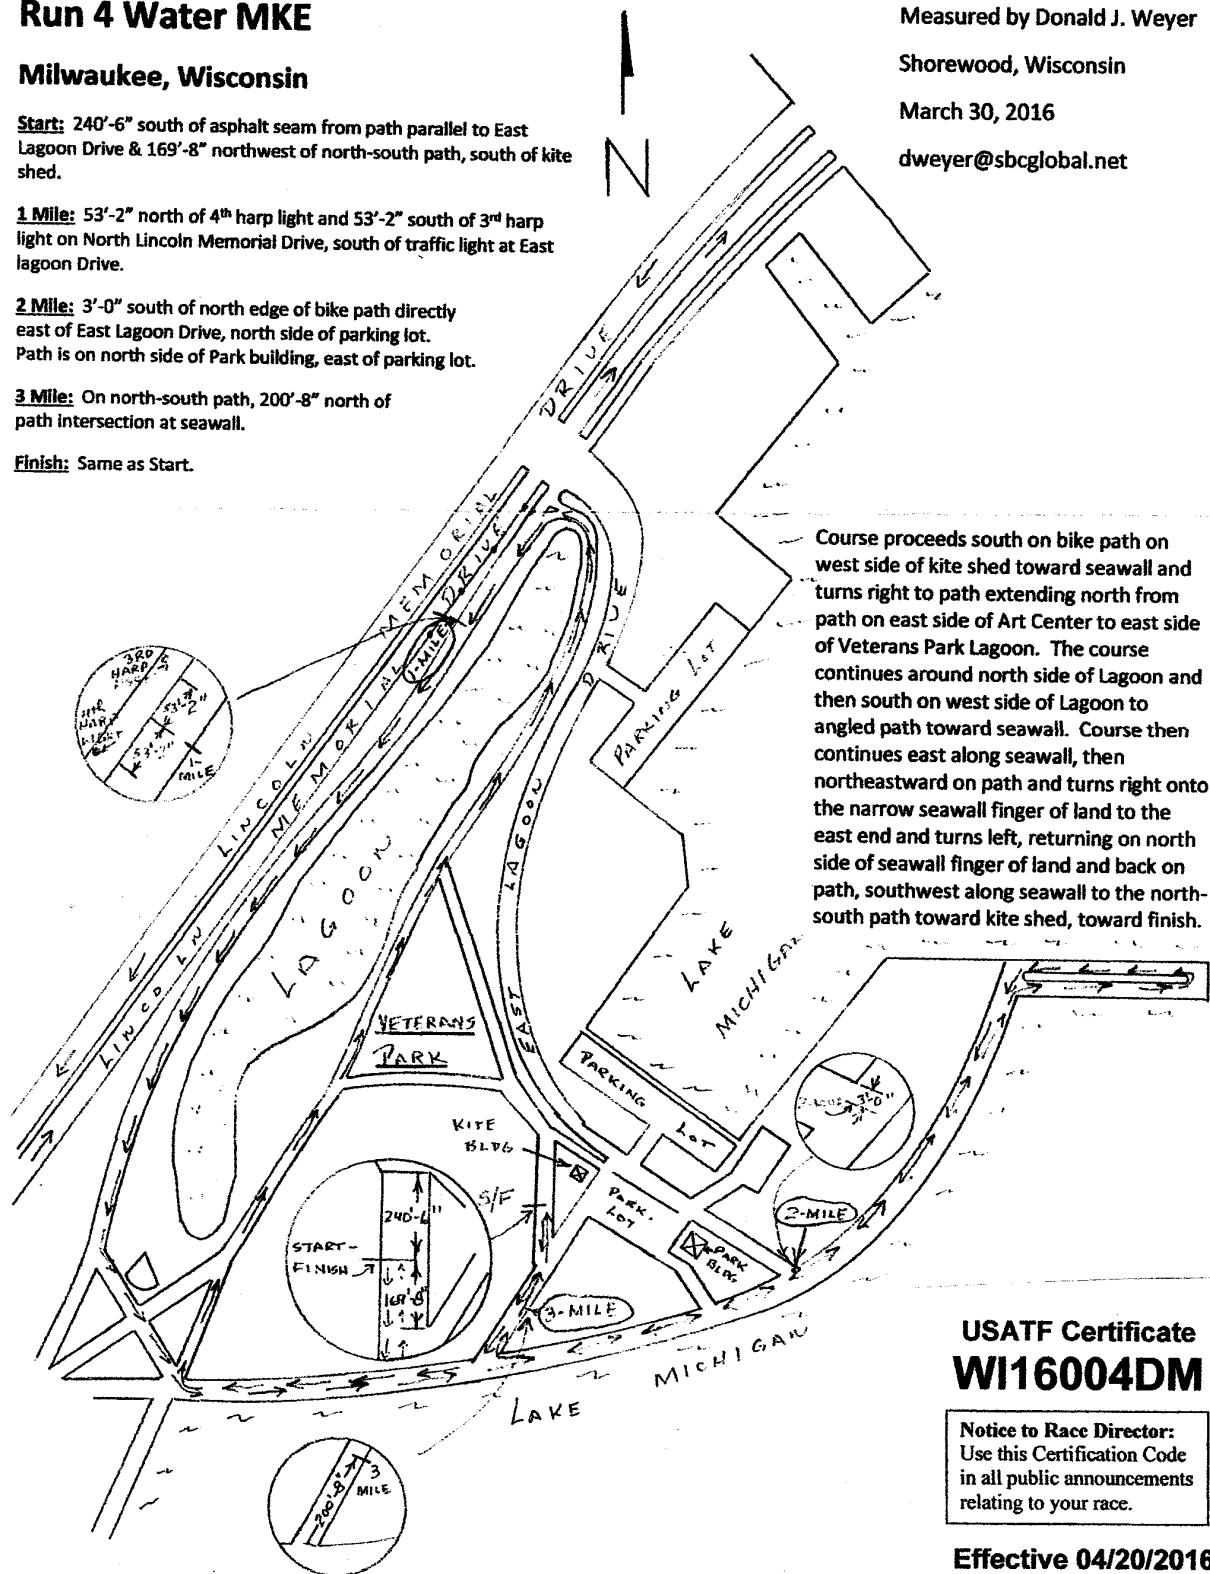 Run 4 Water MKE
Milwaukee, Wisconsin
Start: 240'-6" south of asphalt seam from path parallel to East
Lagoon Drive & 169'-8" northwest of north-south path, south of kite
shed.
1 Mile: 53'-2" north of 4th harp light and 53'-2" south of 3rd harp
light on North Lincoln Memorial Drive, south of traffic light at East
lagoon Drive.
2 Mile: 3'-0" south of north edge of bike path directly
east of East Lagoon Drive, north side of parking lot.
Path is on north side of Park building, east of parking lot.
3 Mile: On north-south path, 200'-8" north of
path intersection at seawall.
Finish: Same as Start.
N
Measured by Donald J. Weyer
Shorewood, Wisconsin
March 30, 2016
dweyer@sbcglobal.net
Course proceeds south on bike path on
west side of kite shed toward seawall and
turns right to path extending north from
path on east side of Art Center to east side
of Veterans Park Lagoon. The course
continues around north side of Lagoon and
then south on west side of Lagoon to
angled path toward seawall. Course then
continues east along seawall, then
northeastward on path and turns right onto
the narrow seawall finger of land to the
east end and turns left, returning on north
side of seawall finger of land and back on
path, southwest along seawall to the north-
south path toward kite shed, toward finish.
LINCOLN MEMORIAL DRIVE
LINCOLN MEMORIAL DRIVE
1-MILE
3RD
HARP
4TH
HARP
LIGHT
53'-2"
53'-2"
1-
MILE
LAGOON
EAST LAGOON DRIVE
PARKING LOT
LAKE
MICHIGAN
VETERANS
PARK
PARKING
LOT
KITE
BLDG
S/F
PARK.
LOT
PARK
BLDG
2-MILE
3'-0"
240'-6"
START-
FINISH
169'-8"
3-MILE
LAKE MICHIGAN
200'-8"
3
MILE
USATF Certificate
WI16004DM
Notice to Race Director:
Use this Certification Code
in all public announcements
relating to your race.
Effective 04/20/2016